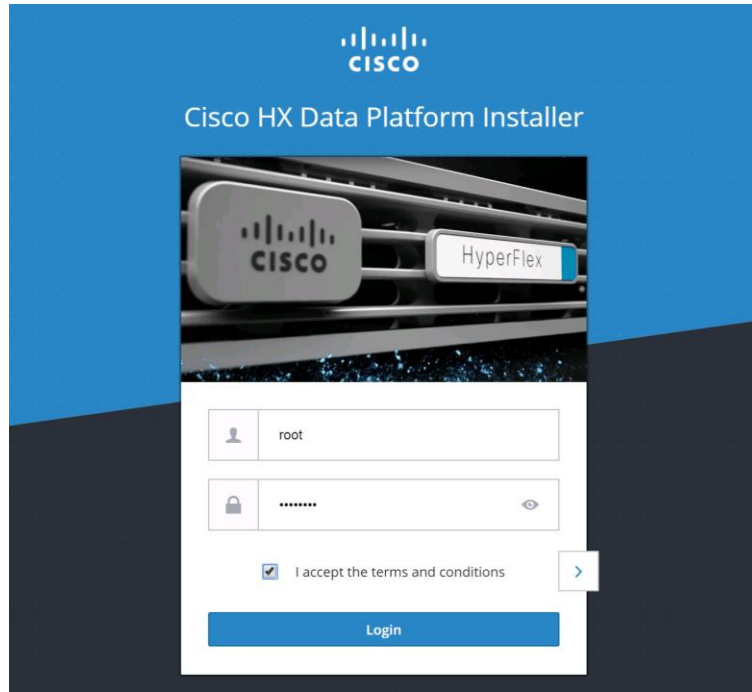 CISCO
Cisco HX Data Platform Installer
CISCO
HyperFlex
root
••••••••
I accept the terms and conditions
Login